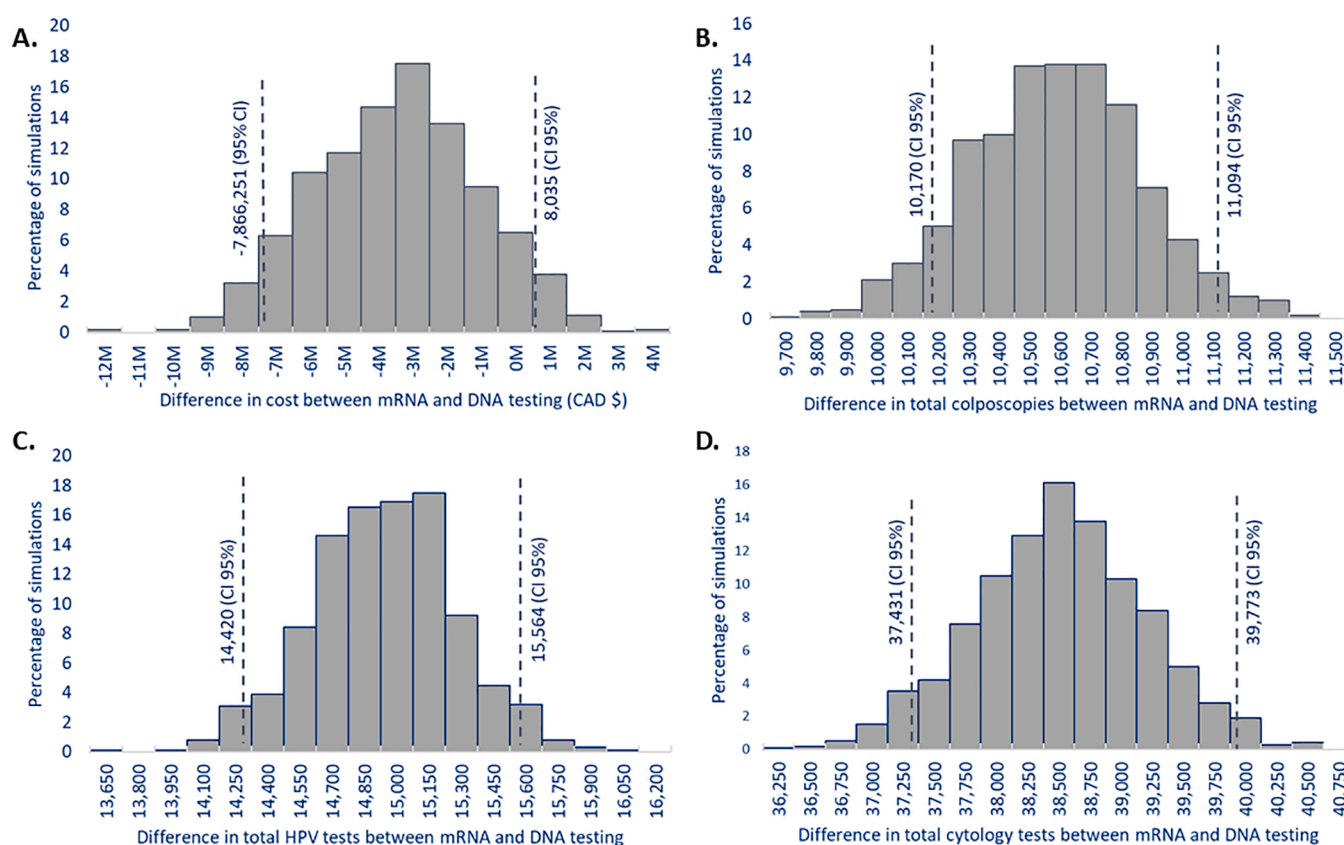 A.
20
18
16
14
12
10
8
6
4
2
0
Percentage of simulations
-7,866,251 (95% CI)
8,035 (CI 95%)
-12M
-11M
-10M
-9M
-8M
-7M
-6M
-5M
-4M
-3M
-2M
-1M
0M
1M
2M
3M
4M
Difference in cost between mRNA and DNA testing (CAD $)
B.
16
14
12
10
8
6
4
2
0
Percentage of simulations
10,170 (CI 95%)
11,094 (CI 95%)
9,700
9,800
9,900
10,000
10,100
10,200
10,300
10,400
10,500
10,600
10,700
10,800
10,900
11,000
11,100
11,200
11,300
11,400
11,500
Difference in total colposcopies between mRNA and DNA testing
C.
20
18
16
14
12
10
8
6
4
2
0
Percentage of simulations
14,420 (CI 95%)
15,564 (CI 95%)
13,650
13,800
13,950
14,100
14,250
14,400
14,550
14,700
14,850
15,000
15,150
15,300
15,450
15,600
15,750
15,900
16,050
16,200
Difference in total HPV tests between mRNA and DNA testing
D.
18
16
14
12
10
8
6
4
2
0
Percentage of simulations
37,431 (CI 95%)
39,773 (CI 95%)
36,250
36,500
36,750
37,000
37,250
37,500
37,750
38,000
38,250
38,500
38,750
39,000
39,250
39,500
39,750
40,000
40,250
40,500
40,750
Difference in total cytology tests between mRNA and DNA testing